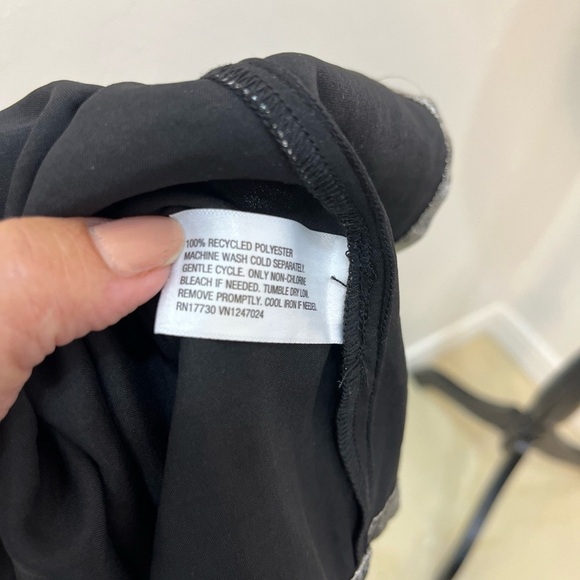 100% RECYCLED POLYESTER
MACHINE WASH COLD SEPARATELY,
GENTLE CYCLE. ONLY NON-CHLORINE
BLEACH IF NEEDED. TUMBLE DRY LOW.
REMOVE PROMPTLY. COOL IRON IF NEEDED.
RN17730 VN1247024